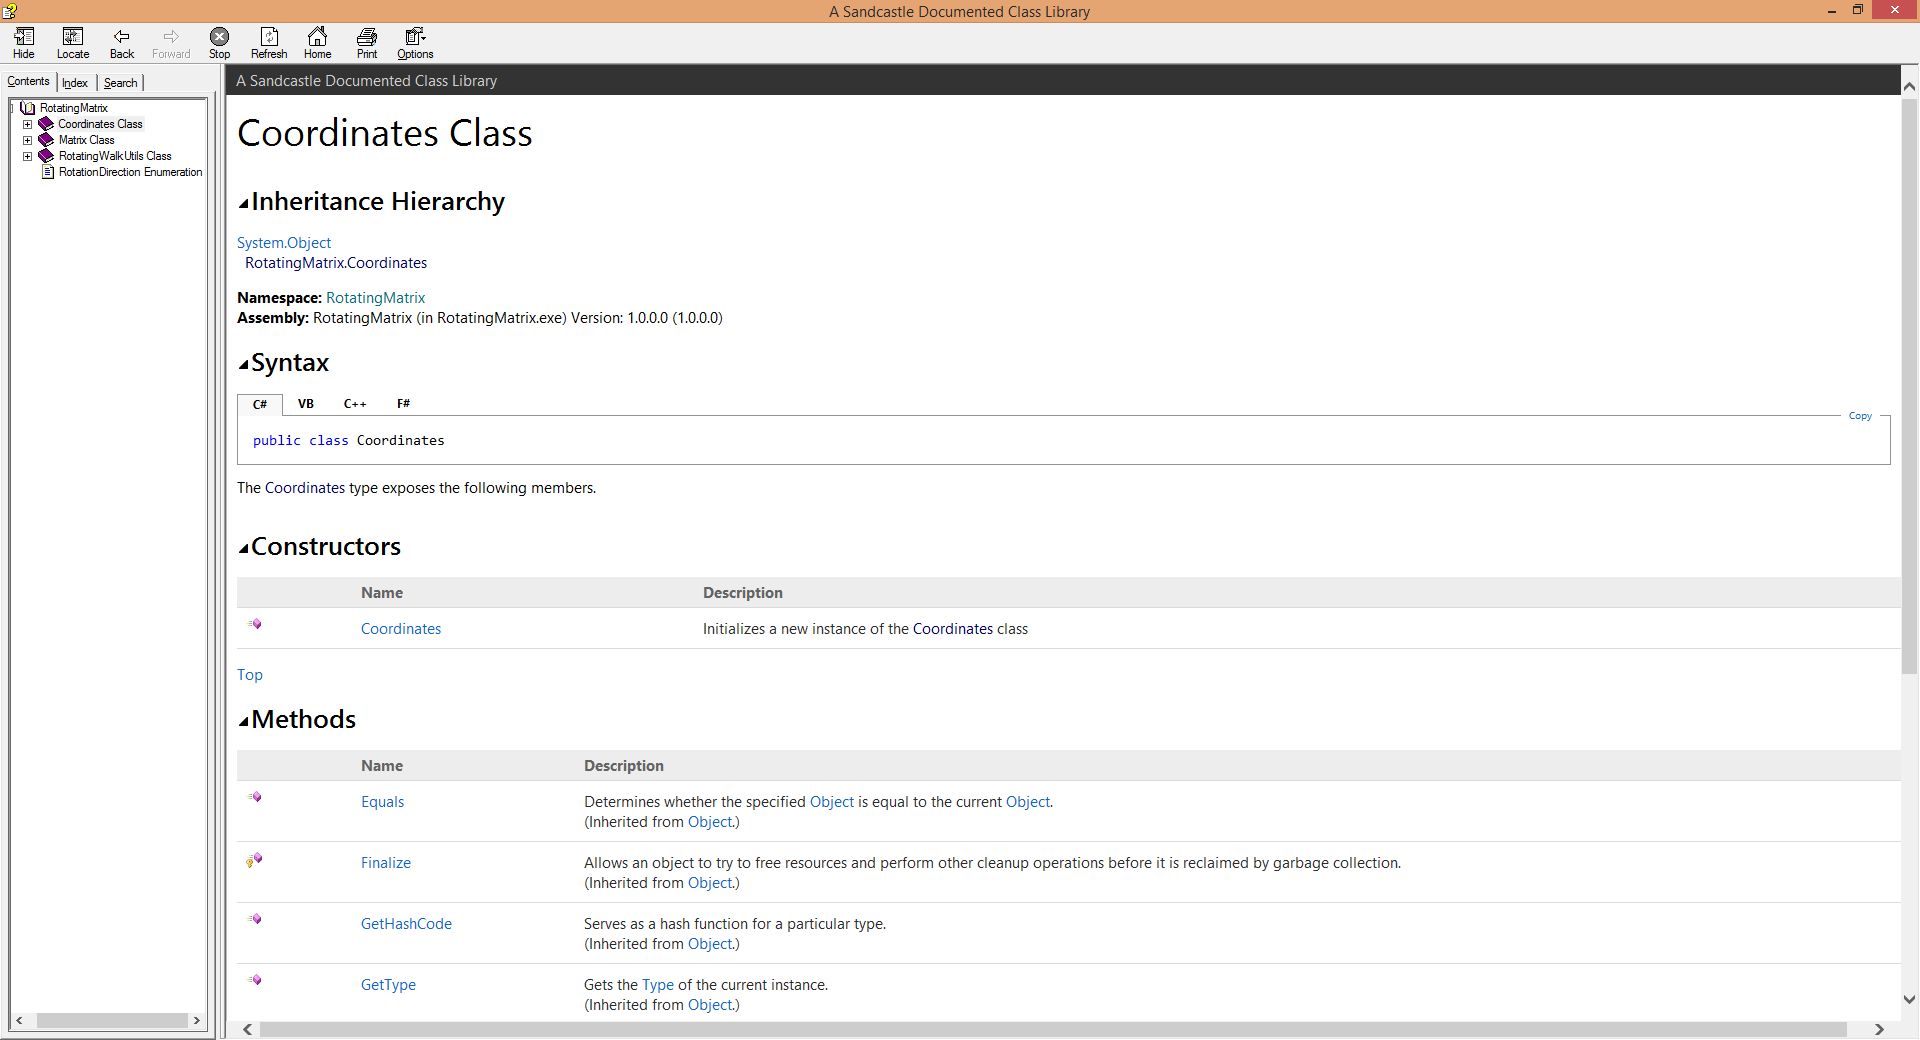 A Sandcastle Documented Class Library
Hide Locate Back Forward Stop Refresh Home Print Options
Contents Index Search
RotatingMatrix
Coordinates Class
Matrix Class
RotatingWalkUtils Class
RotationDirection Enumeration
A Sandcastle Documented Class Library
Coordinates Class
Inheritance Hierarchy
System.Object
RotatingMatrix.Coordinates
Namespace: RotatingMatrix
Assembly: RotatingMatrix (in RotatingMatrix.exe) Version: 1.0.0.0 (1.0.0.0)
Syntax
C# VB C++ F#
Copy
public class Coordinates
The Coordinates type exposes the following members.
Constructors
Name Description
Coordinates Initializes a new instance of the Coordinates class
Top
Methods
Name Description
Equals Determines whether the specified Object is equal to the current Object.
(Inherited from Object.)
Finalize Allows an object to try to free resources and perform other cleanup operations before it is reclaimed by garbage collection.
(Inherited from Object.)
GetHashCode Serves as a hash function for a particular type.
(Inherited from Object.)
GetType Gets the Type of the current instance.
(Inherited from Object.)